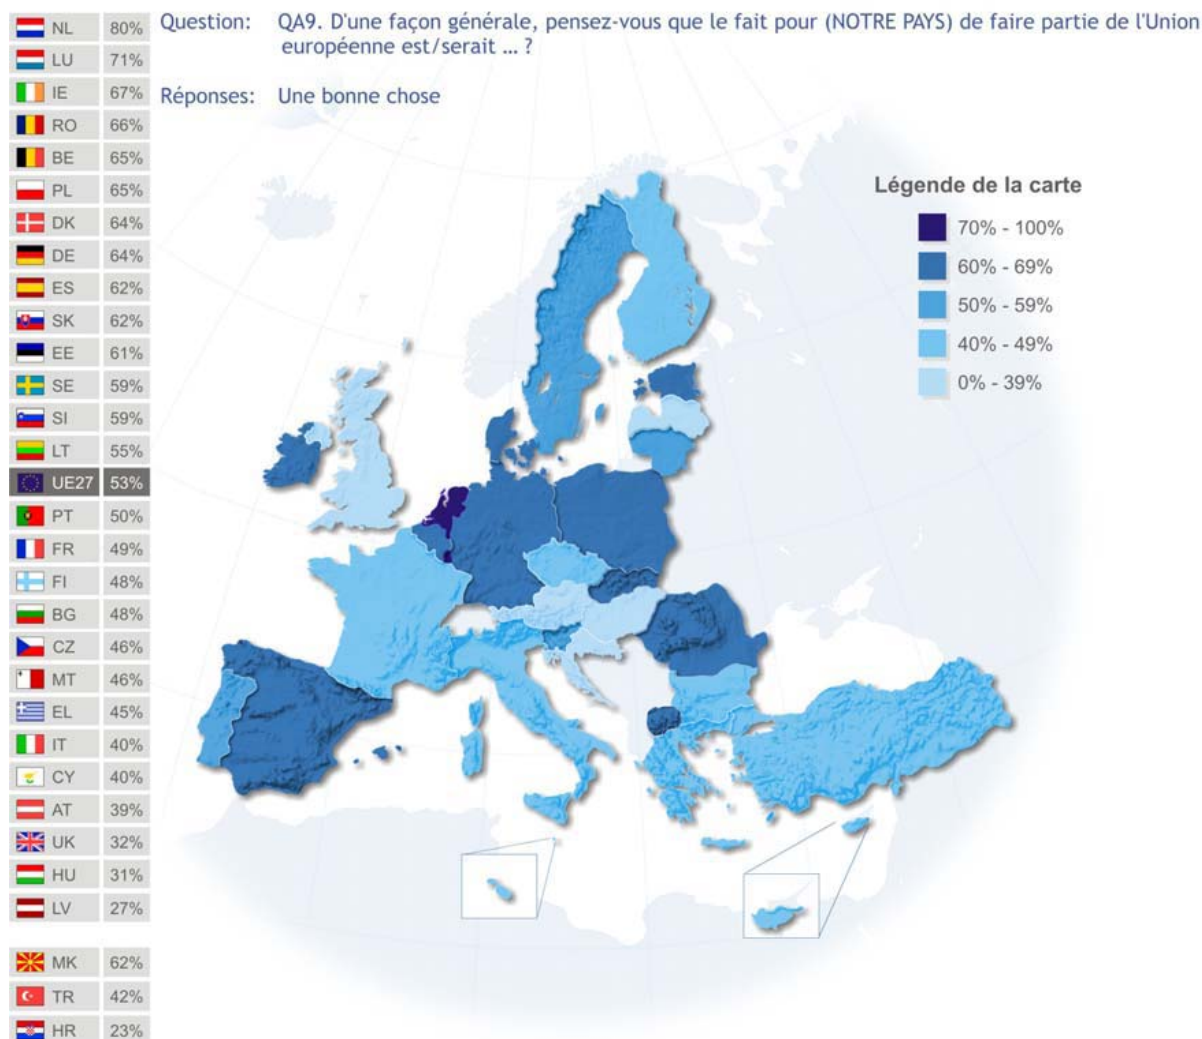 Question: QA9. D'une façon générale, pensez-vous que le fait pour (NOTRE PAYS) de faire partie de l'Union
européenne est/serait ... ?
Réponses: Une bonne chose
NL 80%
LU 71%
IE 67%
RO 66%
BE 65%
PL 65%
DK 64%
DE 64%
ES 62%
SK 62%
EE 61%
SE 59%
SI 59%
LT 55%
UE27 53%
PT 50%
FR 49%
FI 48%
BG 48%
CZ 46%
MT 46%
EL 45%
IT 40%
CY 40%
AT 39%
UK 32%
HU 31%
LV 27%
MK 62%
TR 42%
HR 23%
Légende de la carte
70% - 100%
60% - 69%
50% - 59%
40% - 49%
0% - 39%